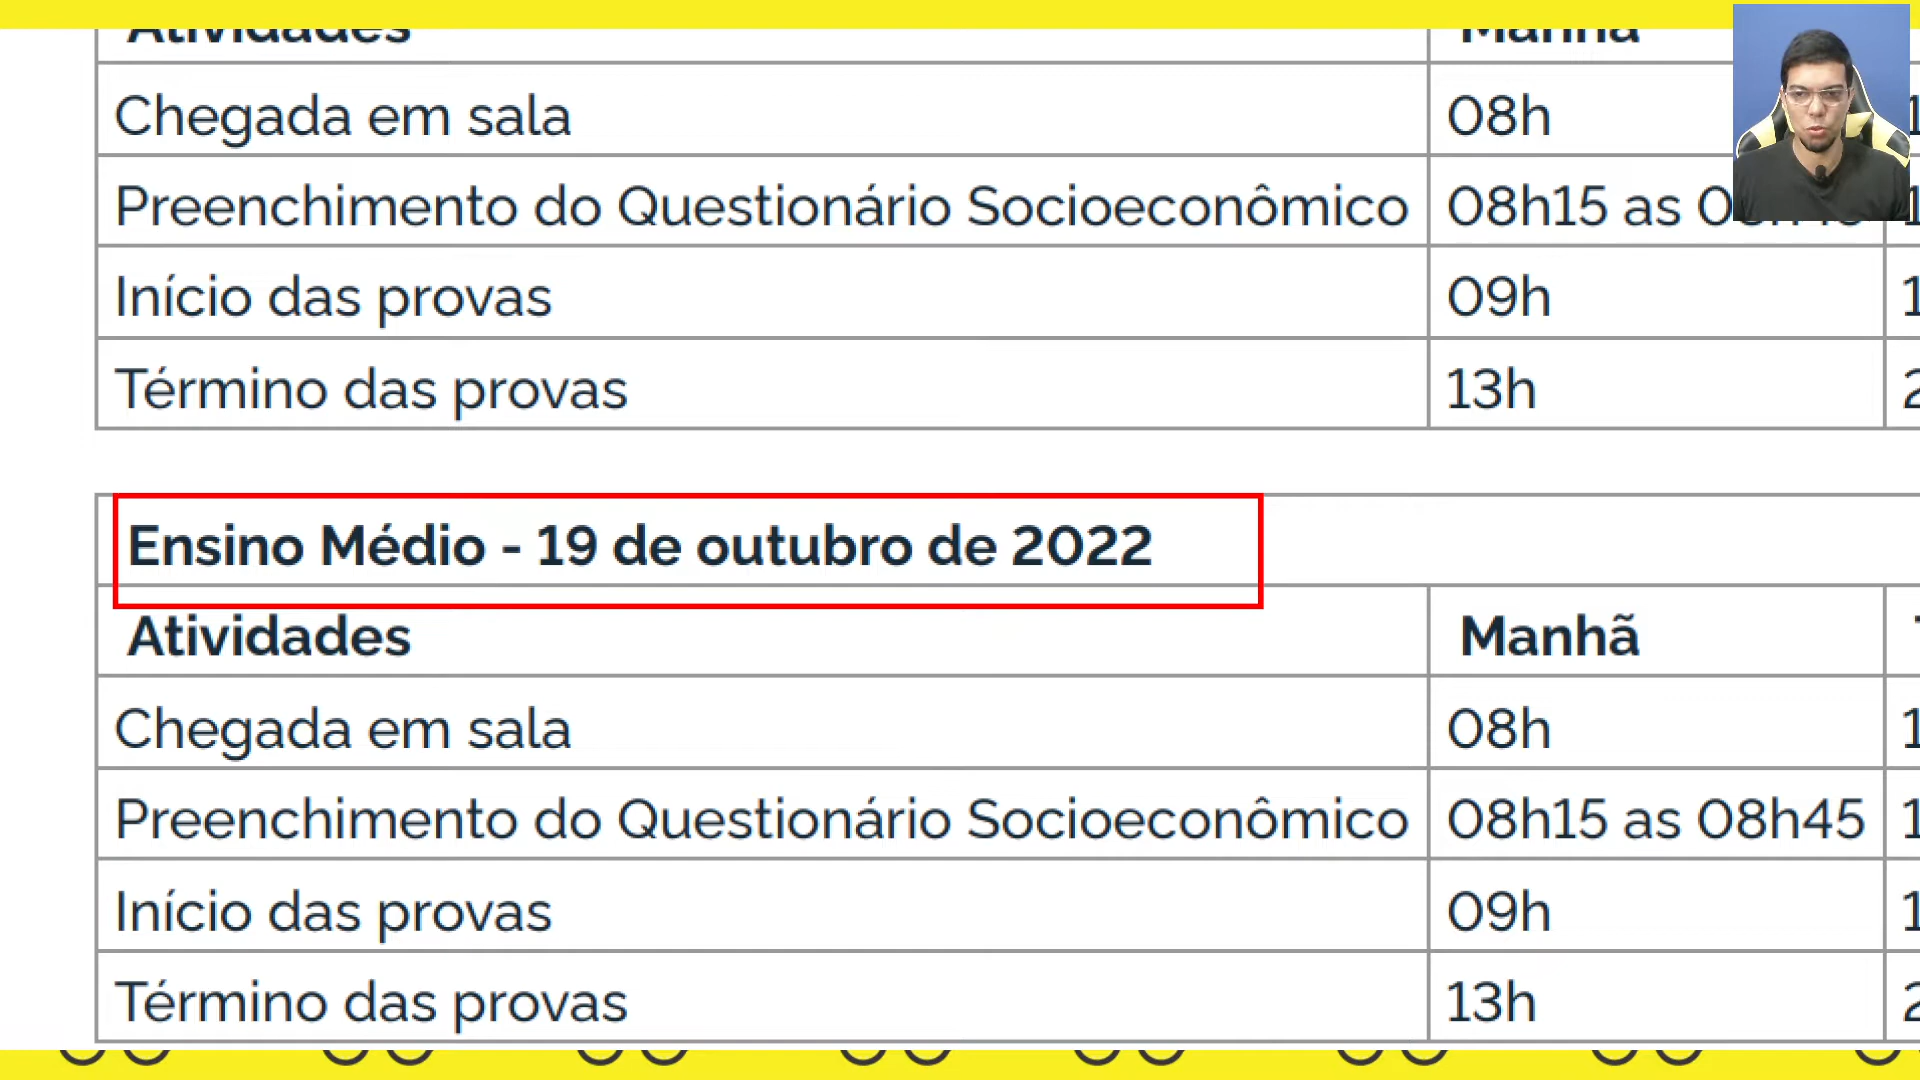 Atividades Manhã
Chegada em sala 08h
Preenchimento do Questionário Socioeconômico 08h15 as
Início das provas 09h
Término das provas 13h
Ensino Médio - 19 de outubro de 2022
Atividades Manhã
Chegada em sala 08h
Preenchimento do Questionário Socioeconômico 08h15 as 08h45
Início das provas 09h
Término das provas 13h